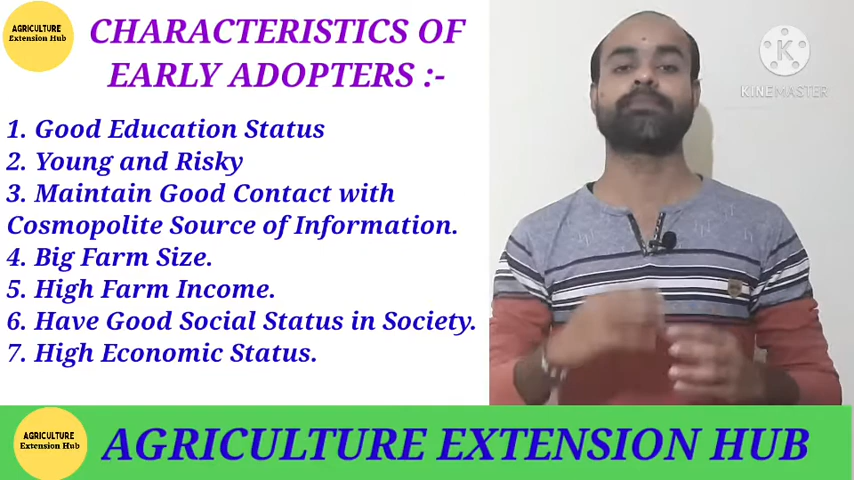 AGRICULTURE
Extension Hub
CHARACTERISTICS OF
EARLY ADOPTERS :-
1. Good Education Status
2. Young and Risky
3. Maintain Good Contact with
Cosmopolite Source of Information.
4. Big Farm Size.
5. High Farm Income.
6. Have Good Social Status in Society.
7. High Economic Status.
K
KINEMASTER
AGRICULTURE
Extension Hub
AGRICULTURE EXTENSION HUB